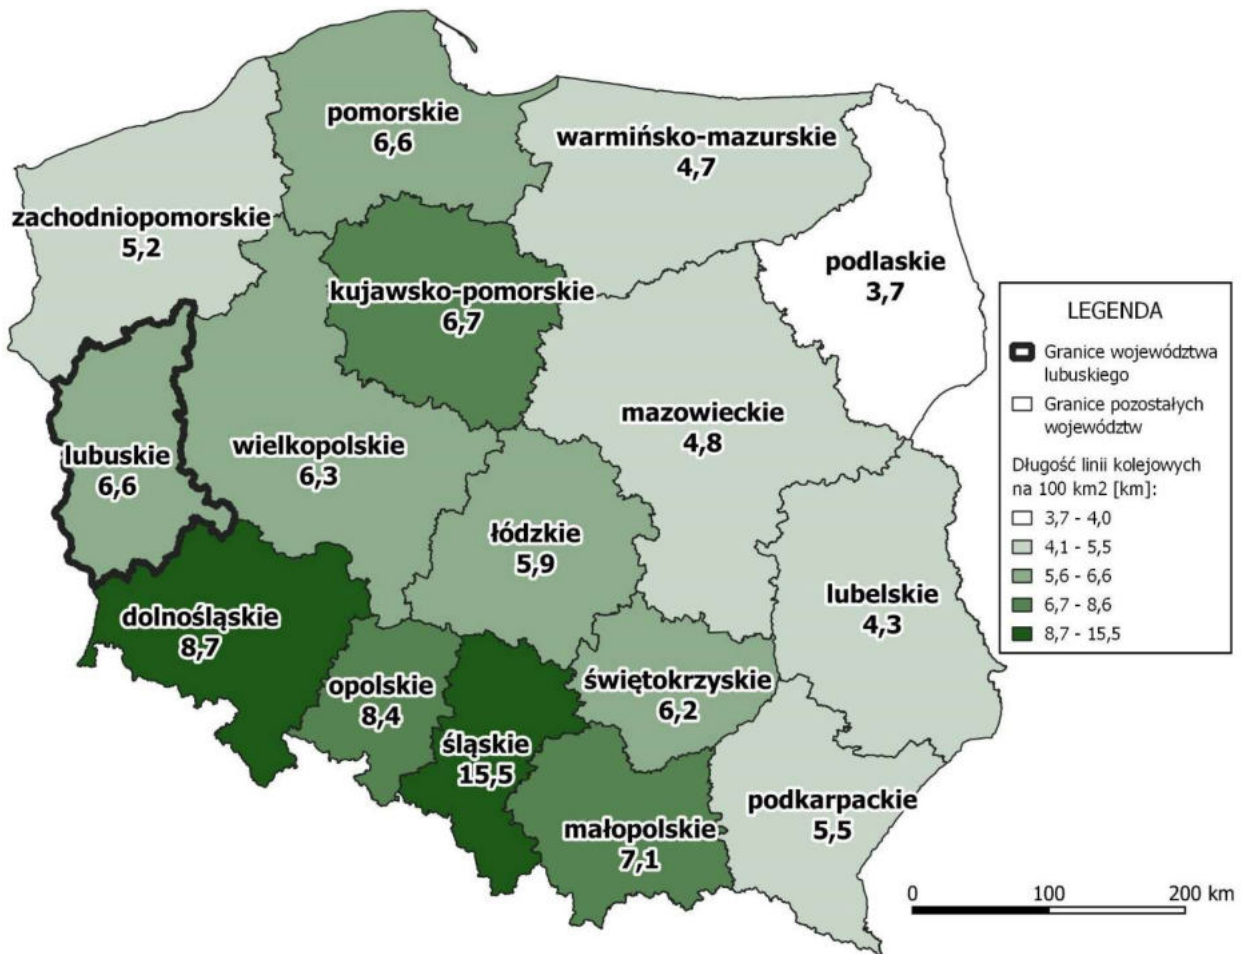 pomorskie
6,6
warmińsko-mazurskie
4,7
zachodniopomorskie
5,2
podlaskie
3,7
kujawsko-pomorskie
6,7
mazowieckie
4,8
wielkopolskie
6,3
lubuskie
6,6
łódzkie
5,9
lubelskie
4,3
dolnośląskie
8,7
opolskie
8,4
świętokrzyskie
6,2
śląskie
15,5
małopolskie
7,1
podkarpackie
5,5
LEGENDA
Granice województwa
lubuskiego
Granice pozostałych
województw
Długość linii kolejowych
na 100 km2 [km]:
3,7 - 4,0
4,1 - 5,5
5,6 - 6,6
6,7 - 8,6
8,7 - 15,5
0 100 200 km